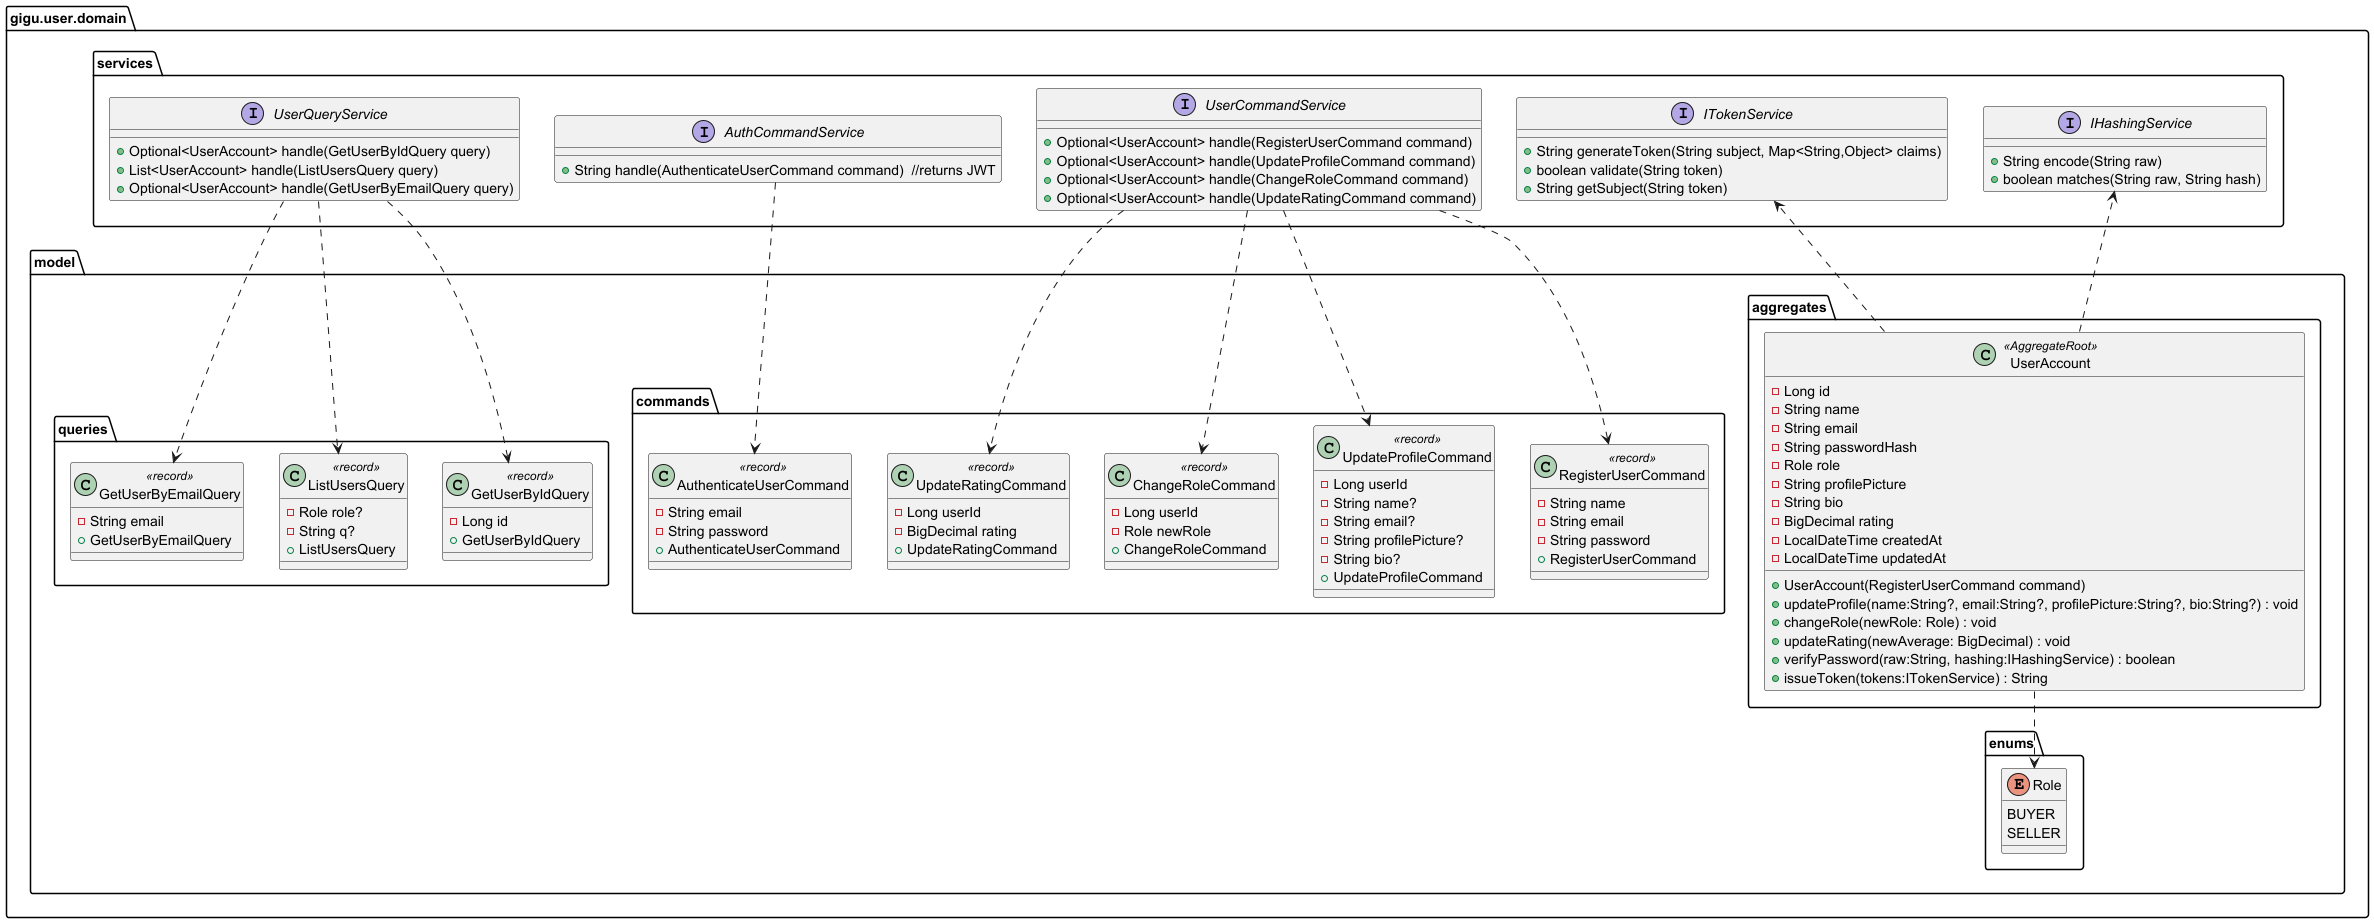 gigu.user.domain
services
I UserQueryService
Optional<UserAccount> handle(GetUserByIdQuery query)
List<UserAccount> handle(ListUsersQuery query)
Optional<UserAccount> handle(GetUserByEmailQuery query)
I AuthCommandService
String handle(AuthenticateUserCommand command)  //returns JWT
I UserCommandService
Optional<UserAccount> handle(RegisterUserCommand command)
Optional<UserAccount> handle(UpdateProfileCommand command)
Optional<UserAccount> handle(ChangeRoleCommand command)
Optional<UserAccount> handle(UpdateRatingCommand command)
I ITokenService
String generateToken(String subject, Map<String,Object> claims)
boolean validate(String token)
String getSubject(String token)
I IHashingService
String encode(String raw)
boolean matches(String raw, String hash)
model
queries
C «record»
GetUserByEmailQuery
String email
GetUserByEmailQuery
C «record»
ListUsersQuery
Role role?
String q?
ListUsersQuery
C «record»
GetUserByIdQuery
Long id
GetUserByIdQuery
commands
C «record»
AuthenticateUserCommand
String email
String password
AuthenticateUserCommand
C «record»
UpdateRatingCommand
Long userId
BigDecimal rating
UpdateRatingCommand
C «record»
ChangeRoleCommand
Long userId
Role newRole
ChangeRoleCommand
C «record»
UpdateProfileCommand
Long userId
String name?
String email?
String profilePicture?
String bio?
UpdateProfileCommand
C «record»
RegisterUserCommand
String name
String email
String password
RegisterUserCommand
aggregates
C «AggregateRoot»
UserAccount
Long id
String name
String email
String passwordHash
Role role
String profilePicture
String bio
BigDecimal rating
LocalDateTime createdAt
LocalDateTime updatedAt
UserAccount(RegisterUserCommand command)
updateProfile(name:String?, email:String?, profilePicture:String?, bio:String?) : void
changeRole(newRole: Role) : void
updateRating(newAverage: BigDecimal) : void
verifyPassword(raw:String, hashing:IHashingService) : boolean
issueToken(tokens:ITokenService) : String
enums
E Role
BUYER
SELLER